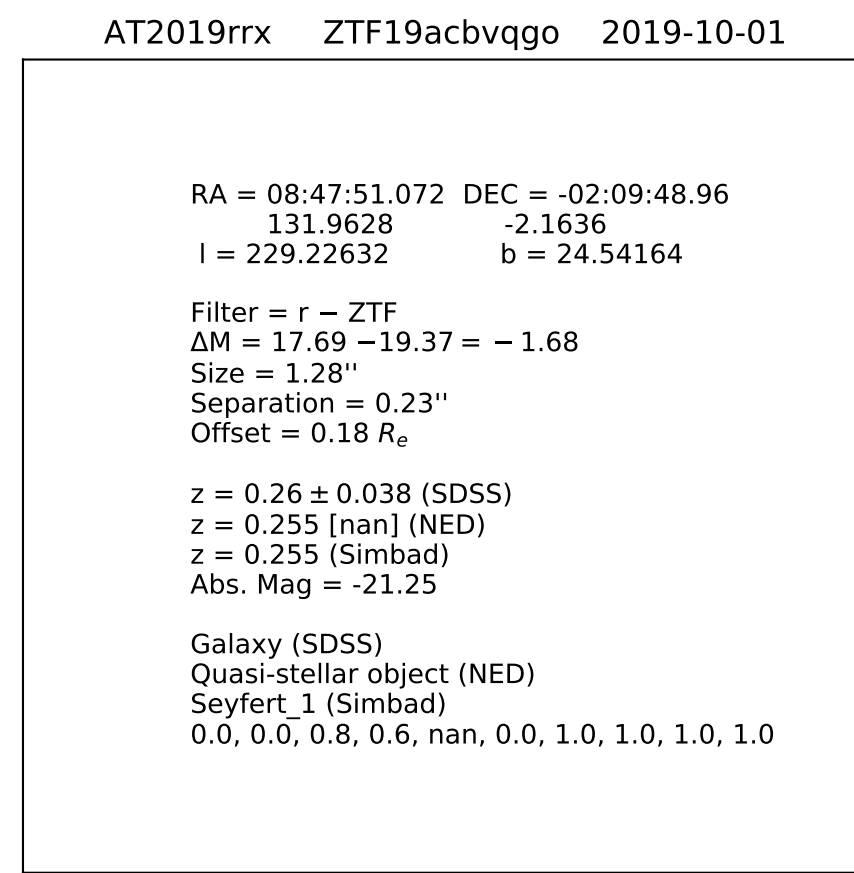 AT2019rrx ZTF19acbvqgo 2019-10-01
RA = 08:47:51.072 DEC = -02:09:48.96
131.9628 -2.1636
l = 229.22632 b = 24.54164
Filter = r − ZTF
ΔM = 17.69 −19.37 = − 1.68
Size = 1.28''
Separation = 0.23''
Offset = 0.18 Rₑ
z = 0.26 ± 0.038 (SDSS)
z = 0.255 [nan] (NED)
z = 0.255 (Simbad)
Abs. Mag = -21.25
Galaxy (SDSS)
Quasi-stellar object (NED)
Seyfert_1 (Simbad)
0.0, 0.0, 0.8, 0.6, nan, 0.0, 1.0, 1.0, 1.0, 1.0